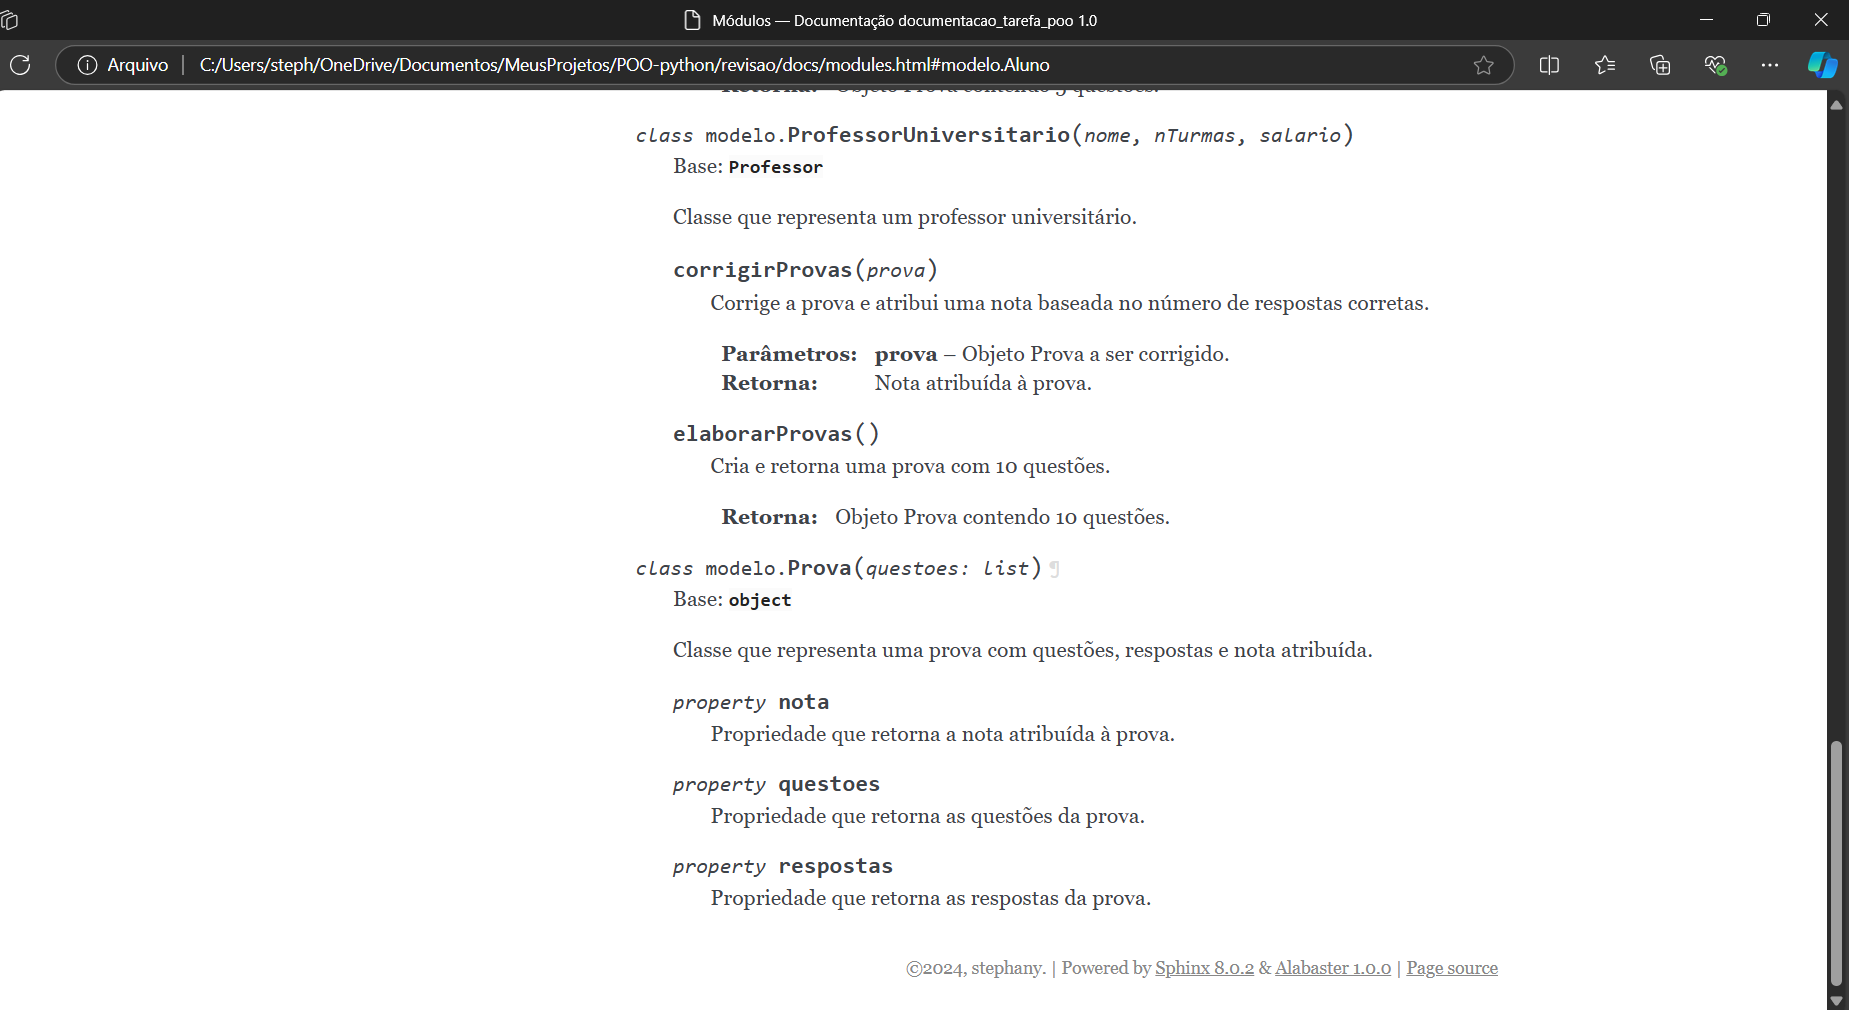 Módulos — Documentação documentacao_tarefa_poo 1.0
Arquivo | C:/Users/steph/OneDrive/Documentos/MeusProjetos/POO-python/revisao/docs/modules.html#modelo.Aluno
Retorna: Objeto Prova contendo 5 questões.
class modelo.ProfessorUniversitario(nome, nTurmas, salario)
Base: Professor
Classe que representa um professor universitário.
corrigirProvas(prova)
Corrige a prova e atribui uma nota baseada no número de respostas corretas.
Parâmetros: prova – Objeto Prova a ser corrigido.
Retorna: Nota atribuída à prova.
elaborarProvas()
Cria e retorna uma prova com 10 questões.
Retorna: Objeto Prova contendo 10 questões.
class modelo.Prova(questoes: list) ¶
Base: object
Classe que representa uma prova com questões, respostas e nota atribuída.
property nota
Propriedade que retorna a nota atribuída à prova.
property questoes
Propriedade que retorna as questões da prova.
property respostas
Propriedade que retorna as respostas da prova.
©2024, stephany. | Powered by Sphinx 8.0.2 & Alabaster 1.0.0 | Page source